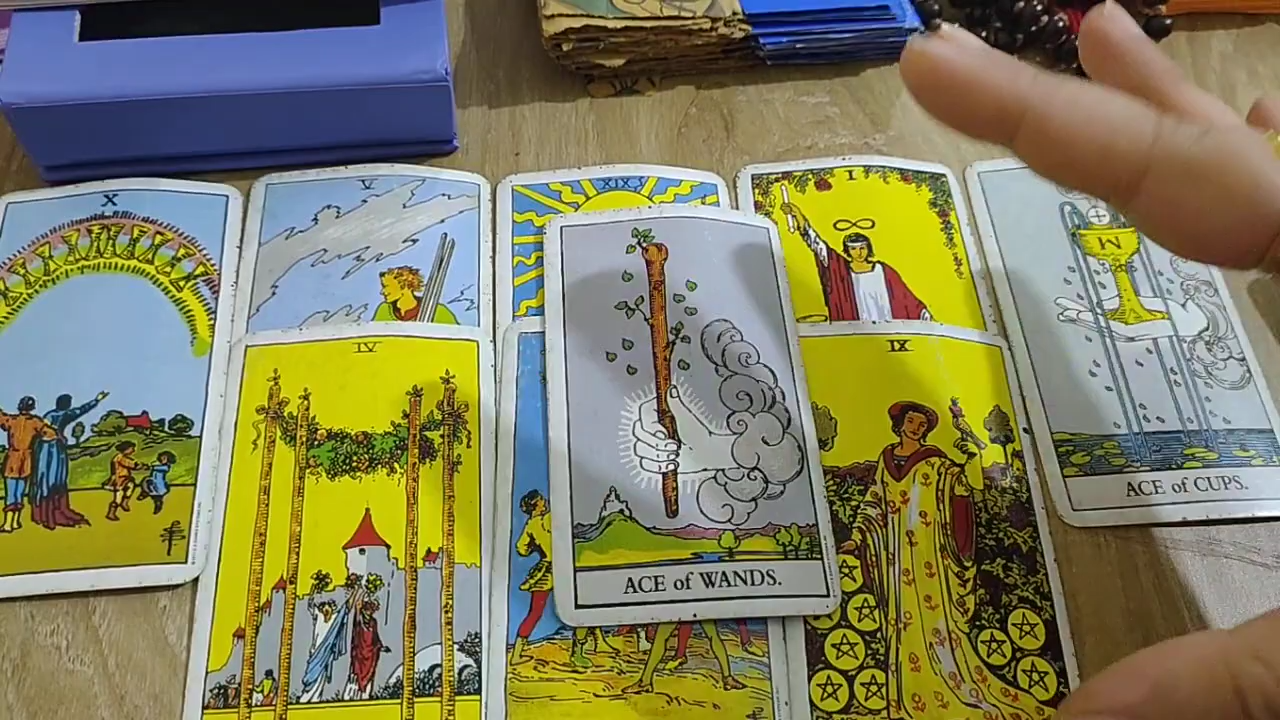 X
V
XIX
I
IV
IX
ACE of CUPS.
ACE of WANDS.